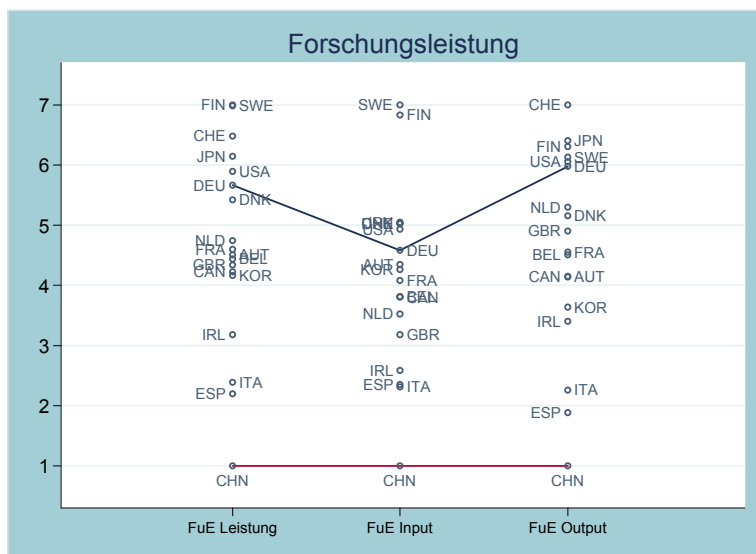 Forschungsleistung
7
6
5
4
3
2
1
FIN SWE
CHE
JPN
USA
DEU
DNK
NLD
FRA
AUT
BEL
GBR
CAN
KOR
IRL
ITA
ESP
CHN
SWE
FIN
USA
DEU
AUT
KOR
FRA
CAN
NLD
GBR
IRL
ESP
ITA
CHN
CHE
JPN
FIN
SWE
USA
DEU
NLD
DNK
GBR
BEL FRA
CAN AUT
KOR
IRL
ITA
ESP
CHN
FuE Leistung
FuE Input
FuE Output